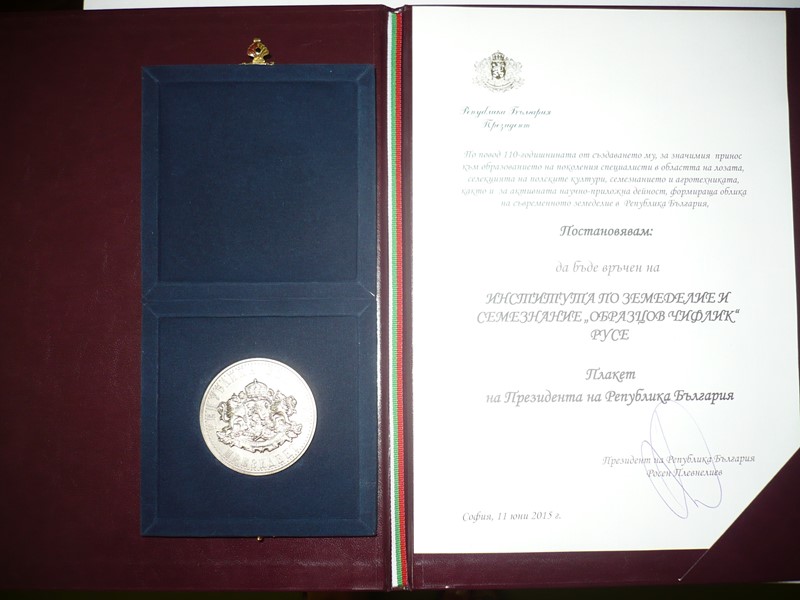 Република България
Президент
По повод 110-годишнината от създаването му, за значимия принос
към образованието на поколения специалисти в областта на лозата,
селекцията на полските култури, семезнанието и агротехниката,
както и за активната научно-приложна дейност, формираща облика
на съвременното земеделие в Република България,
Постановявам:
да бъде връчен на
ИНСТИТУТА ПО ЗЕМЕДЕЛИЕ И
СЕМЕЗНАНИЕ „ОБРАЗЦОВ ЧИФЛИК“
РУСЕ
Плакет
на Президента на Република България
Президент на Република България
Росен Плевнелиев
София, 11 юни 2015 г.